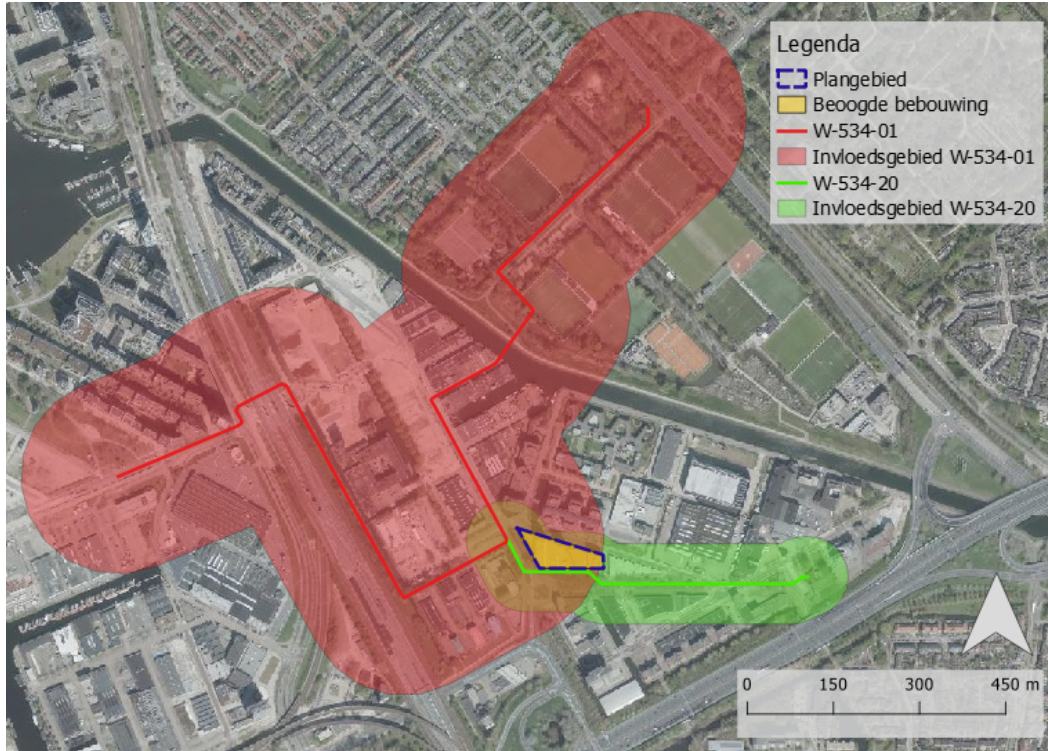 Legenda
Plangebied
Beoogde bebouwing
W-534-01
Invloedsgebied W-534-01
W-534-20
Invloedsgebied W-534-20
0 150 300 450 m